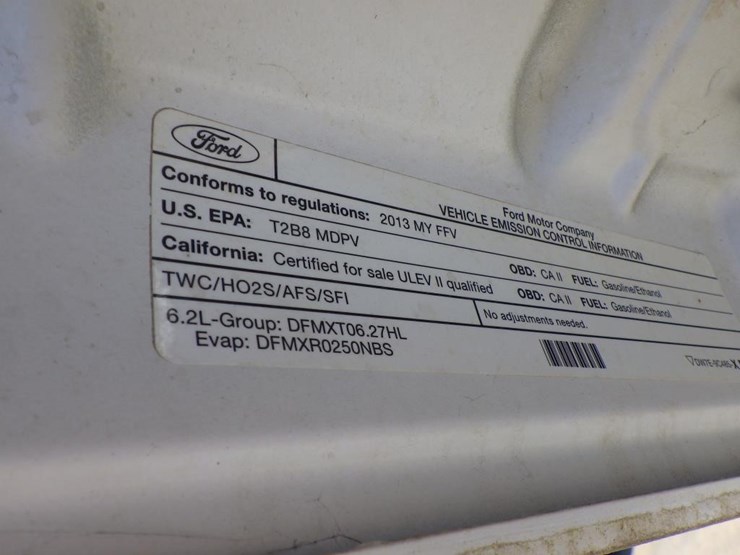 Ford
Ford Motor Company
VEHICLE EMISSION CONTROL INFORMATION
Conforms to regulations: 2013 MY FFV
U.S. EPA: T2B8 MDPV OBD: CA II FUEL: Gasoline/Ethanol
California: Certified for sale ULEV II qualified OBD: CA II FUEL: Gasoline/Ethanol
TWC/HO2S/AFS/SFI No adjustments needed.
6.2L-Group: DFMXT06.27HL
Evap: DFMXR0250NBS